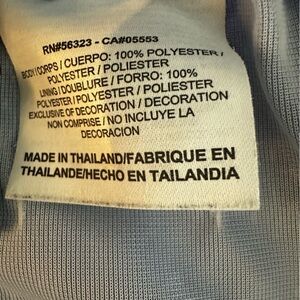 RN#56323 - CA#05553
BODY/CORPS / CUERPO: 100% POLYESTER /
POLYESTER / POLIESTER
LINING / DOUBLURE / FORRO: 100%
POLYESTER / POLYESTER / POLIESTER
EXCLUSIVE OF DECORATION / DECORATION
NON COMPRISE / NO INCLUYE LA
DECORACION
MADE IN THAILAND/FABRIQUE EN
THAILANDE/HECHO EN TAILANDIA